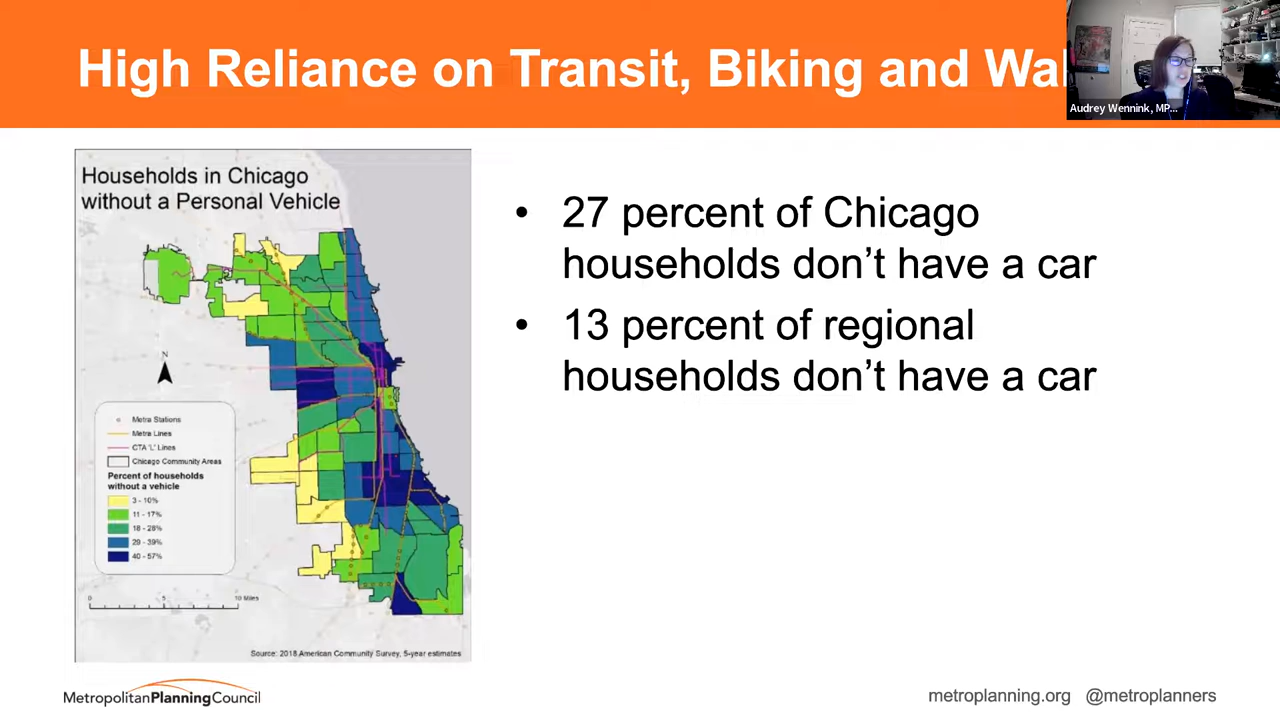 High Reliance on Transit, Biking and Wal
Audrey Wennink, MP...
Households in Chicago
without a Personal Vehicle
• 27 percent of Chicago
households don't have a car
• 13 percent of regional
households don't have a car
N
Metra Stations
Metra Lines
CTA 'L' Lines
Chicago Community Areas
Percent of households
without a vehicle
3 - 10%
11 - 17%
18 - 28%
29 - 39%
40 - 57%
0 5 10 Miles
Source: 2018 American Community Survey, 5-year estimates
MetropolitanPlanningCouncil
metroplanning.org @metroplanners